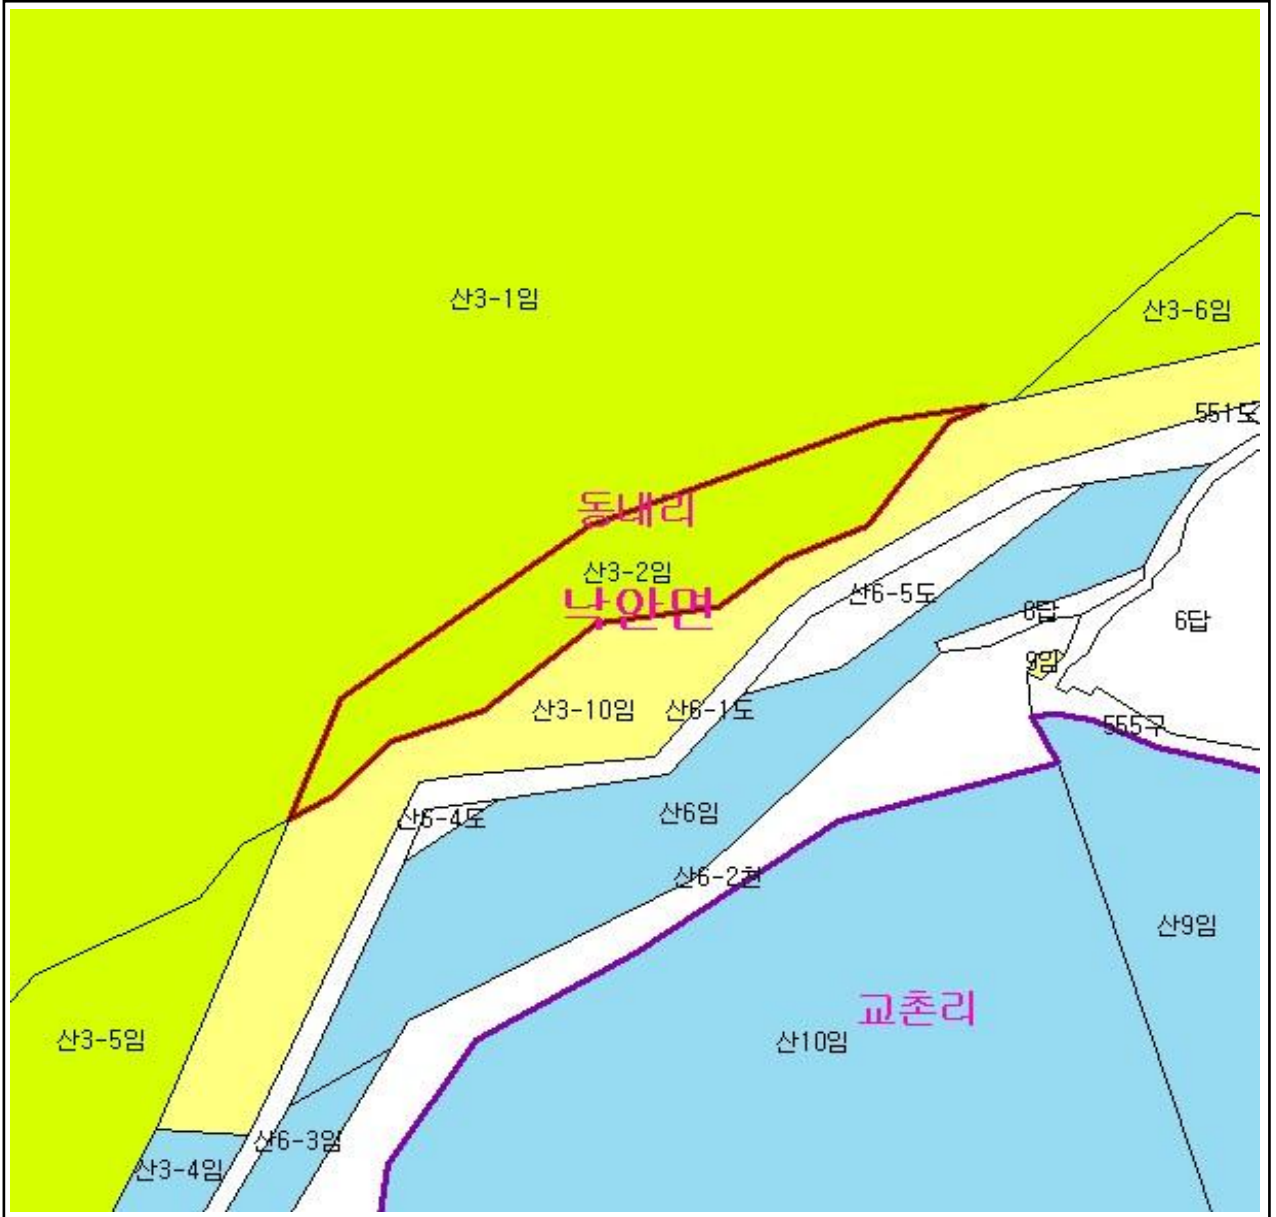 산3-1임
산3-6임
551도
동내리
산3-2임
산6-5도
낙안면
8답
6답
9임
산3-10임
산6-1도
555구
산6-4도
산6임
산6-2천
산9임
교촌리
산3-5임
산10임
산6-3임
산3-4임